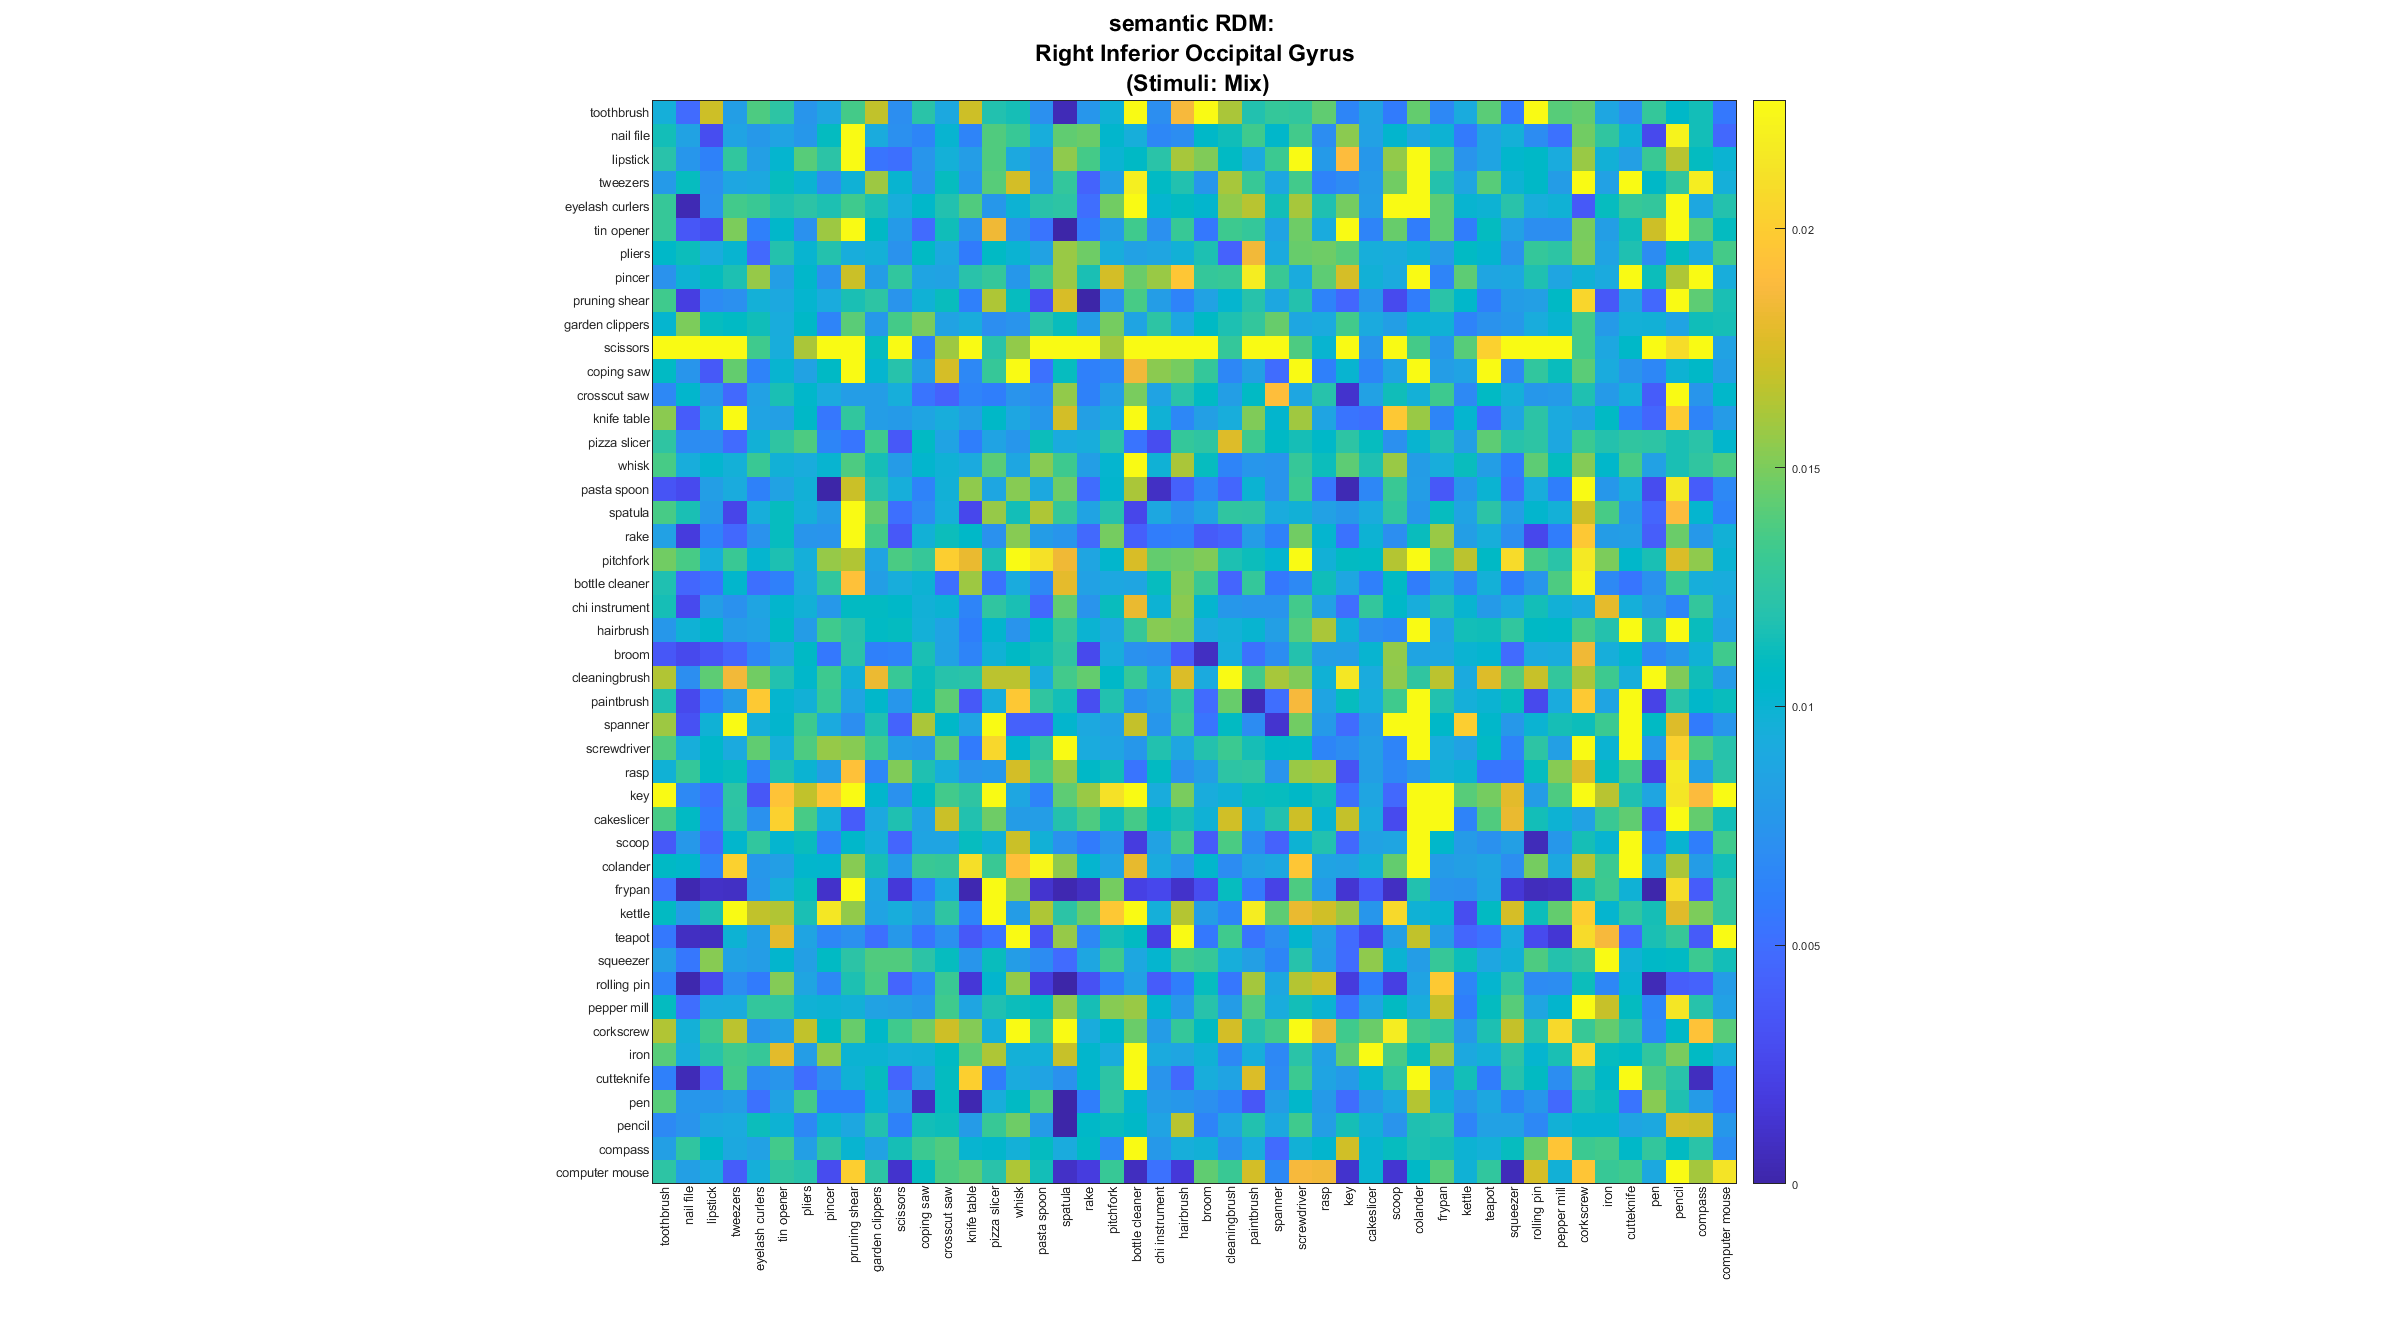 semantic RDM:
Right Inferior Occipital Gyrus
(Stimuli: Mix)
toothbrush
nail file
lipstick
tweezers
eyelash curlers
tin opener
pliers
pincer
pruning shear
garden clippers
scissors
coping saw
crosscut saw
knife table
pizza slicer
whisk
pasta spoon
spatula
rake
pitchfork
bottle cleaner
chi instrument
hairbrush
broom
cleaningbrush
paintbrush
spanner
screwdriver
rasp
key
cakeslicer
scoop
colander
frypan
kettle
teapot
squeezer
rolling pin
pepper mill
corkscrew
iron
cutteknife
pen
pencil
compass
computer mouse
toothbrush
nail file
lipstick
tweezers
eyelash curlers
tin opener
pliers
pincer
pruning shear
garden clippers
scissors
coping saw
crosscut saw
knife table
pizza slicer
whisk
pasta spoon
spatula
rake
pitchfork
bottle cleaner
chi instrument
hairbrush
broom
cleaningbrush
paintbrush
spanner
screwdriver
rasp
key
cakeslicer
scoop
colander
frypan
kettle
teapot
squeezer
rolling pin
pepper mill
corkscrew
iron
cutteknife
pen
pencil
compass
computer mouse
0.02
0.015
0.01
0.005
0